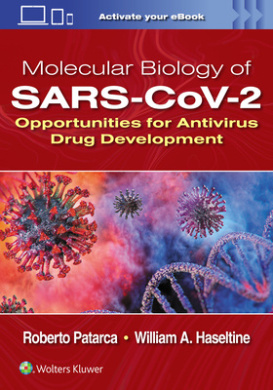 Activate your eBook
Molecular Biology of
SARS-CoV-2
Opportunities for Antivirus
Drug Development
Roberto Patarca • William A. Haseltine
Wolters Kluwer